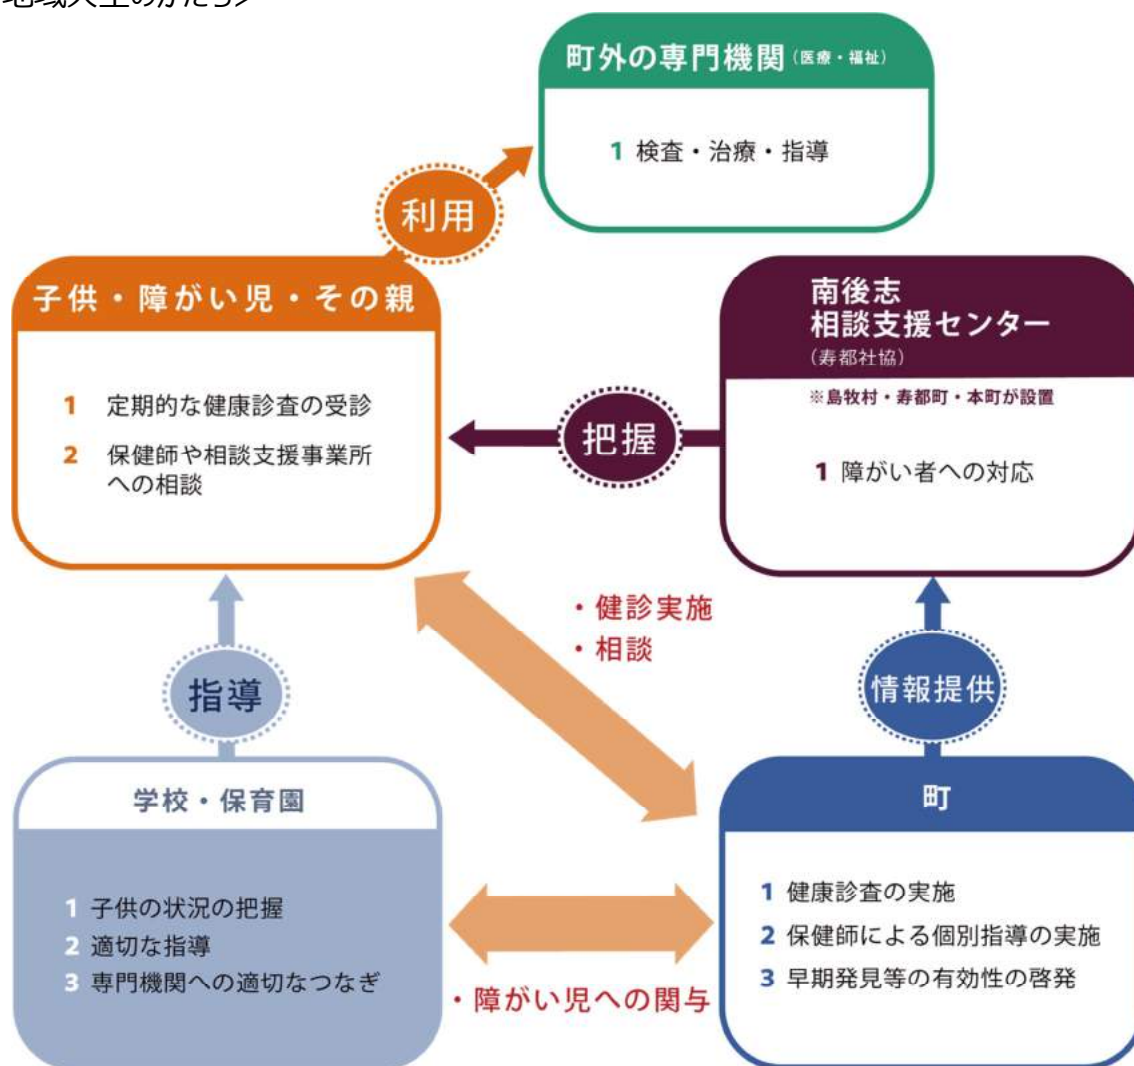 町外の専門機関（医療・福祉）
1 検査・治療・指導
利用
子供・障がい児・その親
1 定期的な健康診査の受診
2 保健師や相談支援事業所
への相談
南後志
相談支援センター
（寿都社協）
※島牧村・寿都町・本町が設置
1 障がい者への対応
把握
・健診実施
・相談
指導
情報提供
学校・保育園
1 子供の状況の把握
2 適切な指導
3 専門機関への適切なつなぎ
・障がい児への関与
町
1 健康診査の実施
2 保健師による個別指導の実施
3 早期発見等の有効性の啓発